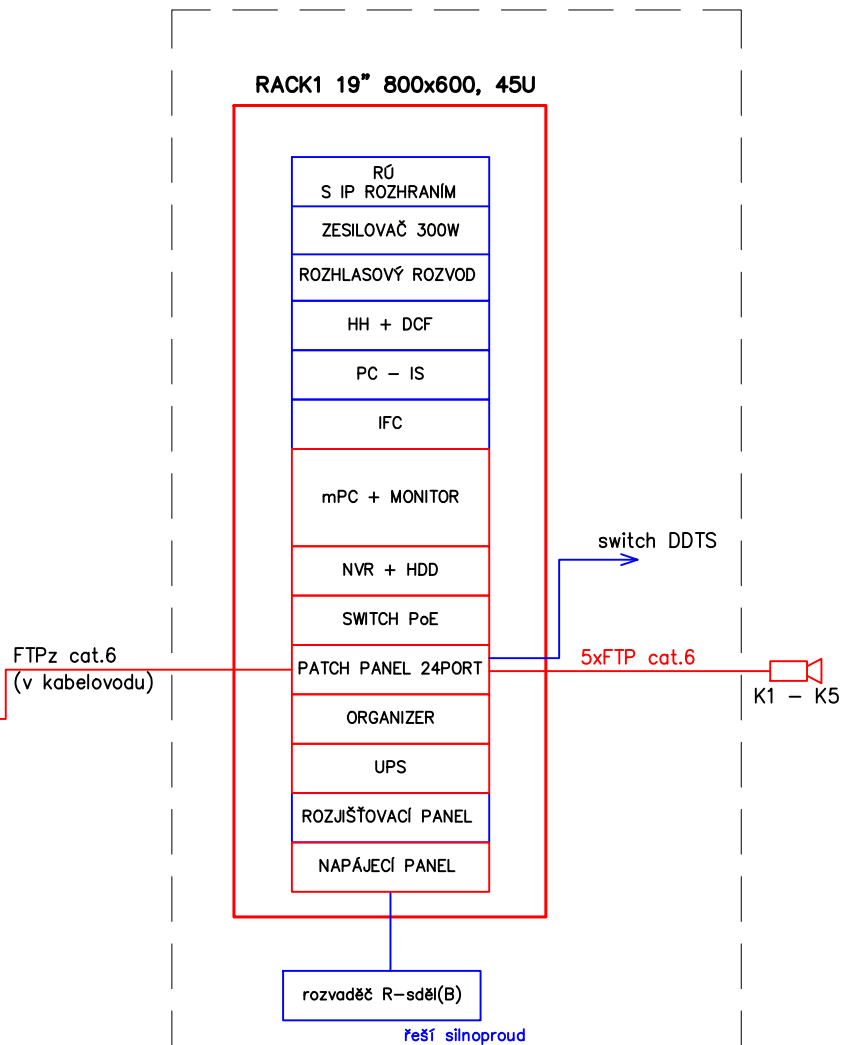 RACK1 19” 800x600, 45U
RÚ
S IP ROZHRANÍM
ZESILOVAČ 300W
ROZHLASOVÝ ROZVOD
HH + DCF
PC – IS
IFC
mPC + MONITOR
switch DDTS
NVR + HDD
SWITCH PoE
FTPz cat.6
(v kabelovodu)
PATCH PANEL 24PORT
5xFTP cat.6
K1 – K5
ORGANIZER
UPS
ROZJIŠŤOVACÍ PANEL
NAPÁJECÍ PANEL
rozvaděč R–sděl(B)
řeší silnoproud